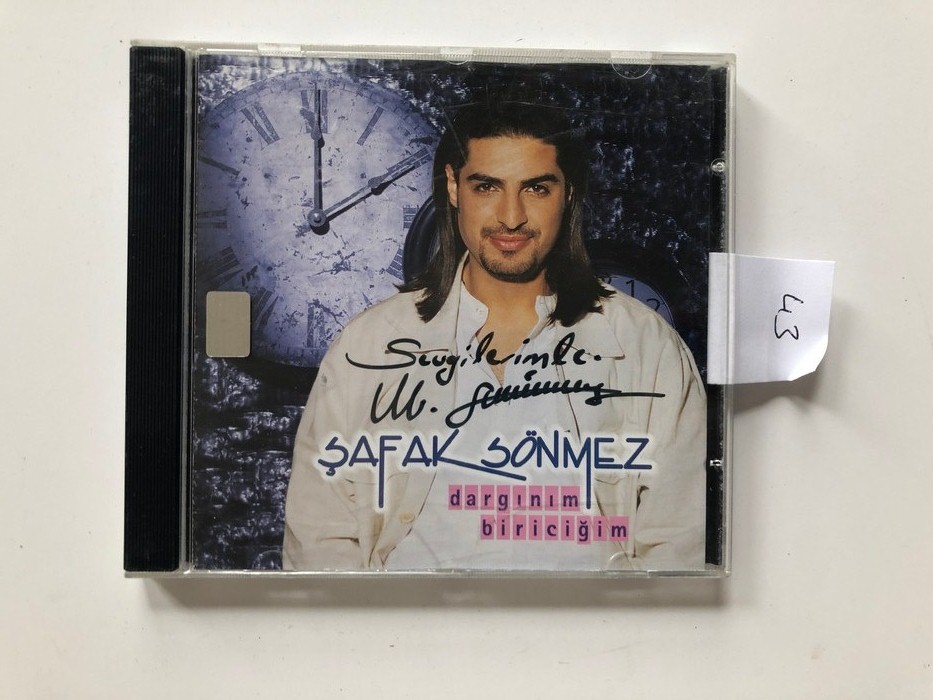 Sevgilerimle.
ŞAFAK SÖNMEZ
dargınım
biriciğim
43